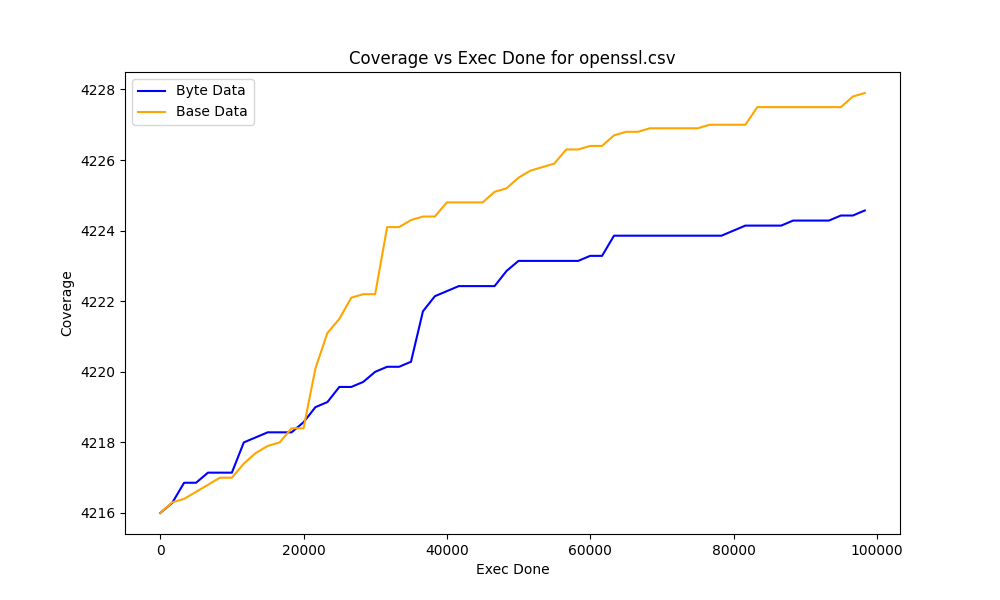 Coverage vs Exec Done for openssl.csv
Byte Data
Base Data
4228
4226
4224
4222
4220
4218
4216
Coverage
0 20000 40000 60000 80000 100000
Exec Done